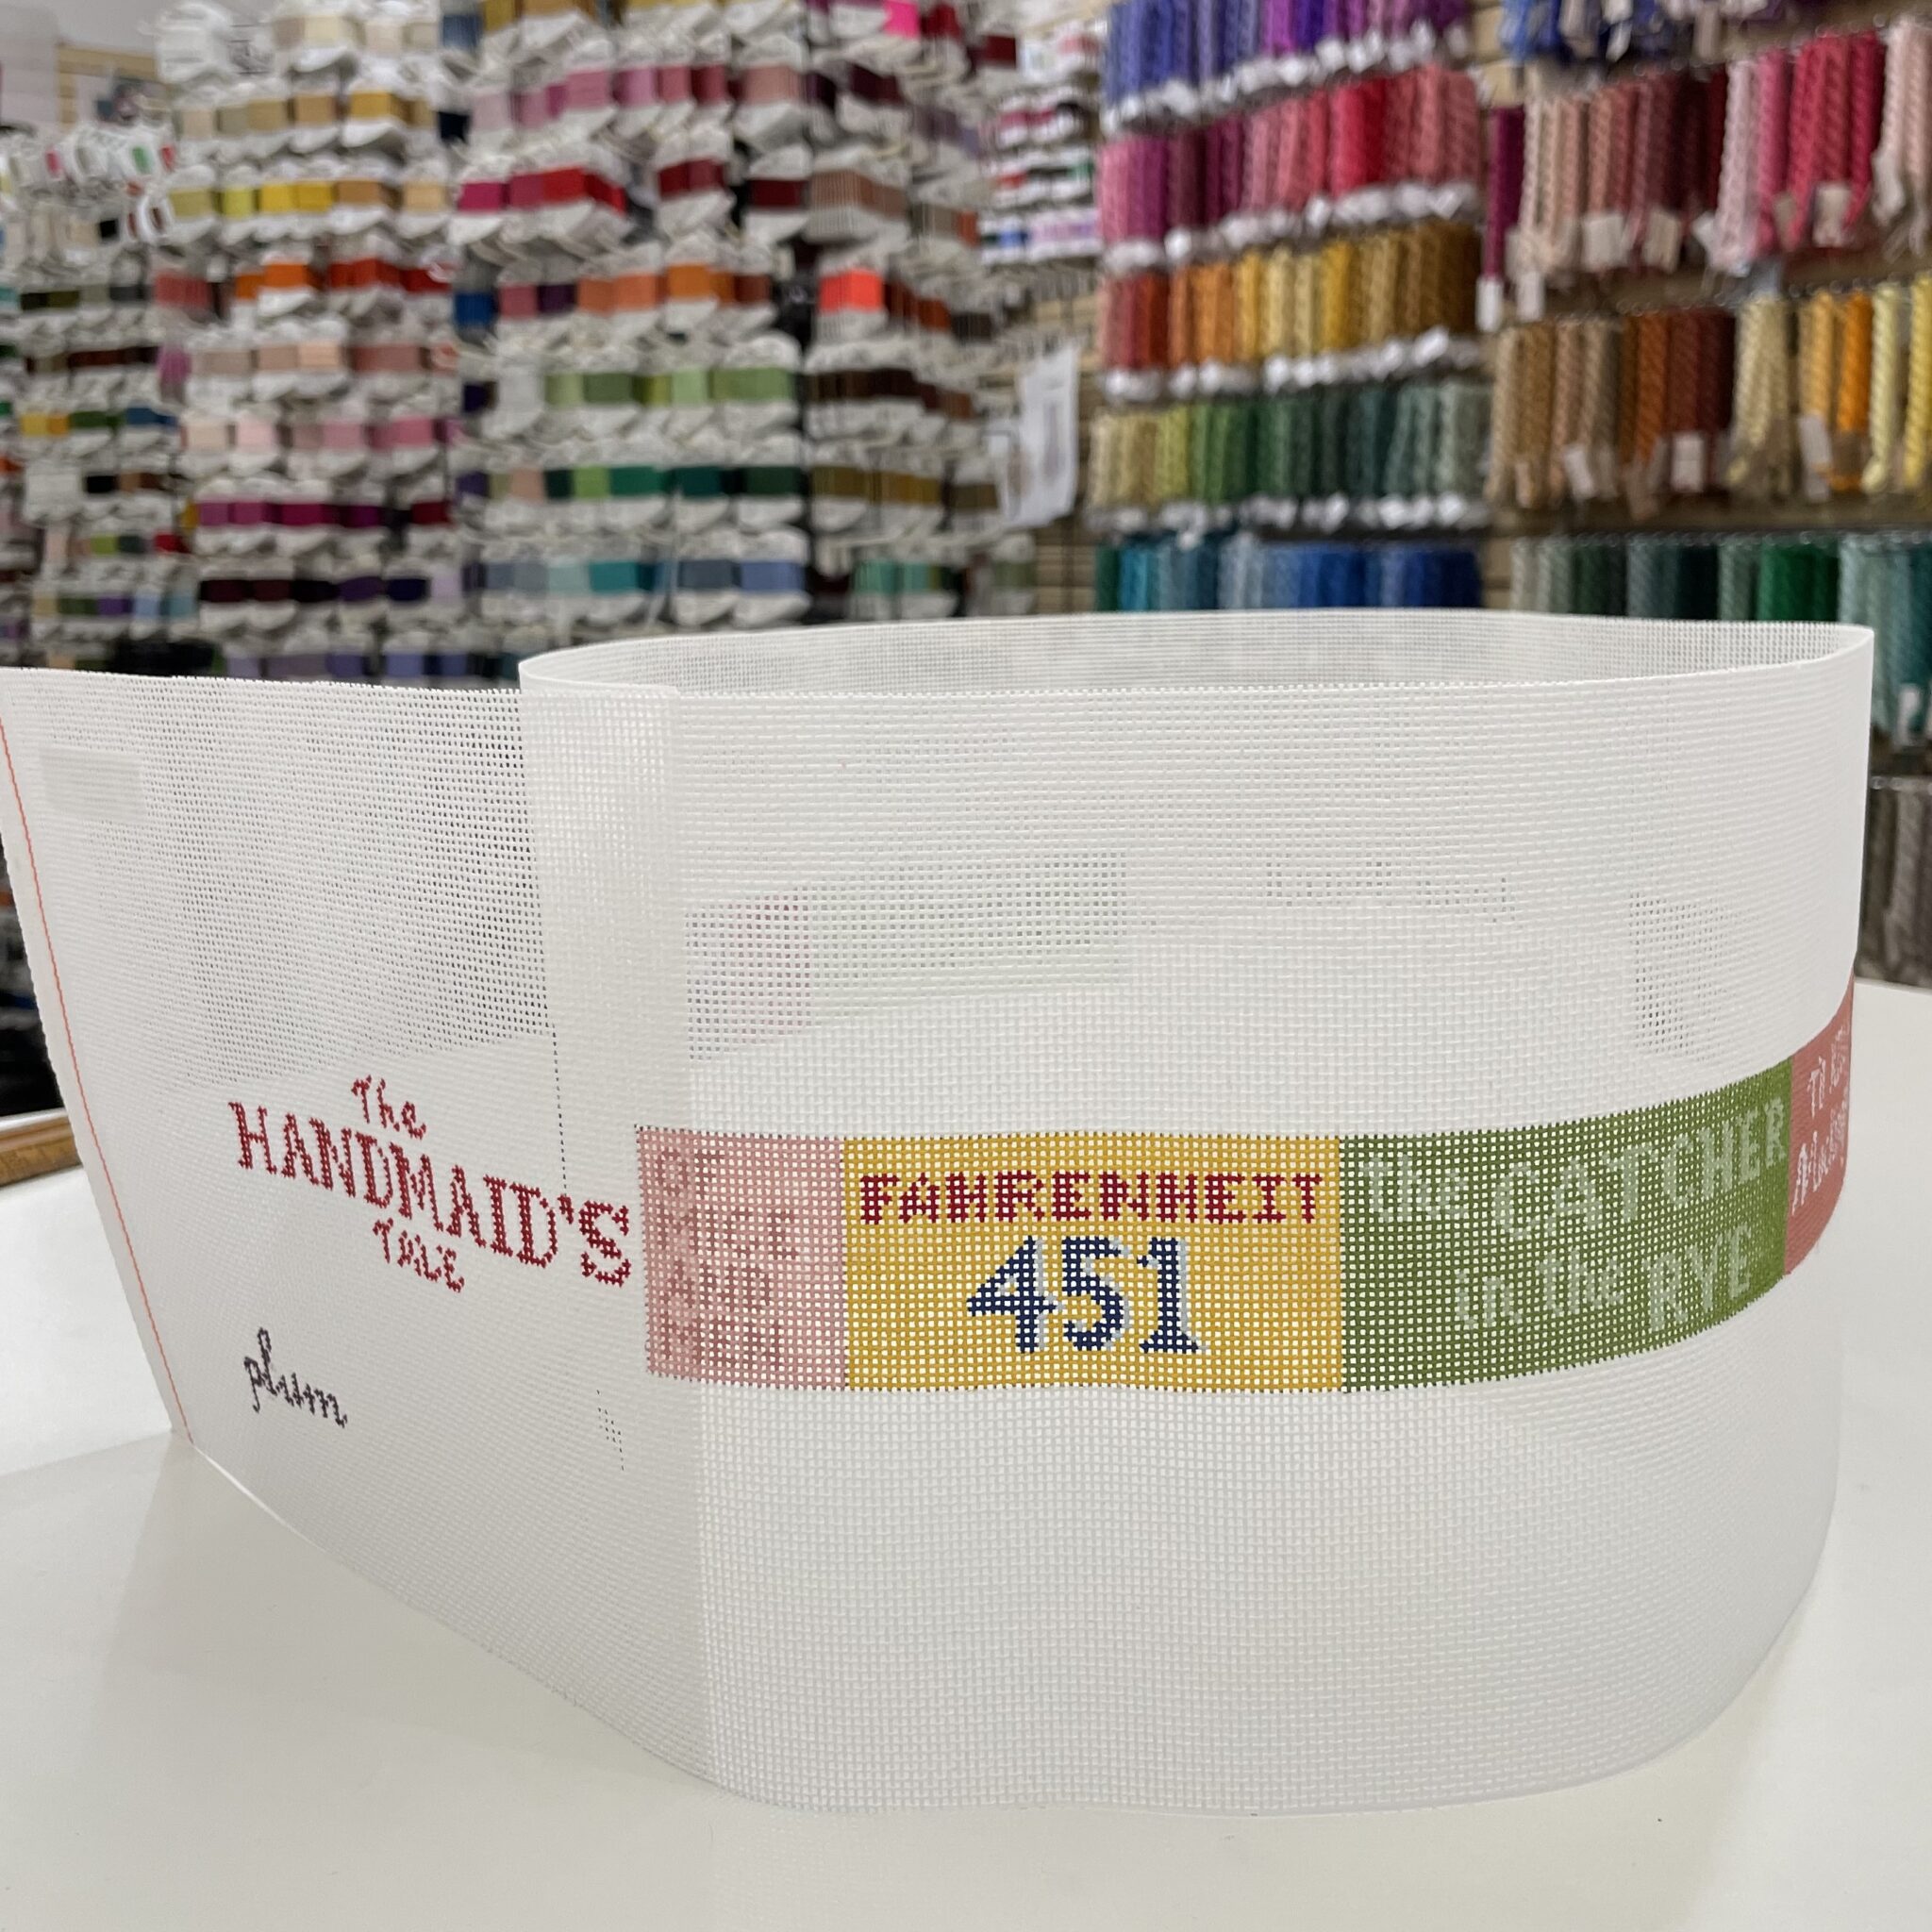 The
HANDMAID'S
TALE
plum
OF
MICE
AND
MEN
FAHRENHEIT
451
the CATCHER
in the RYE